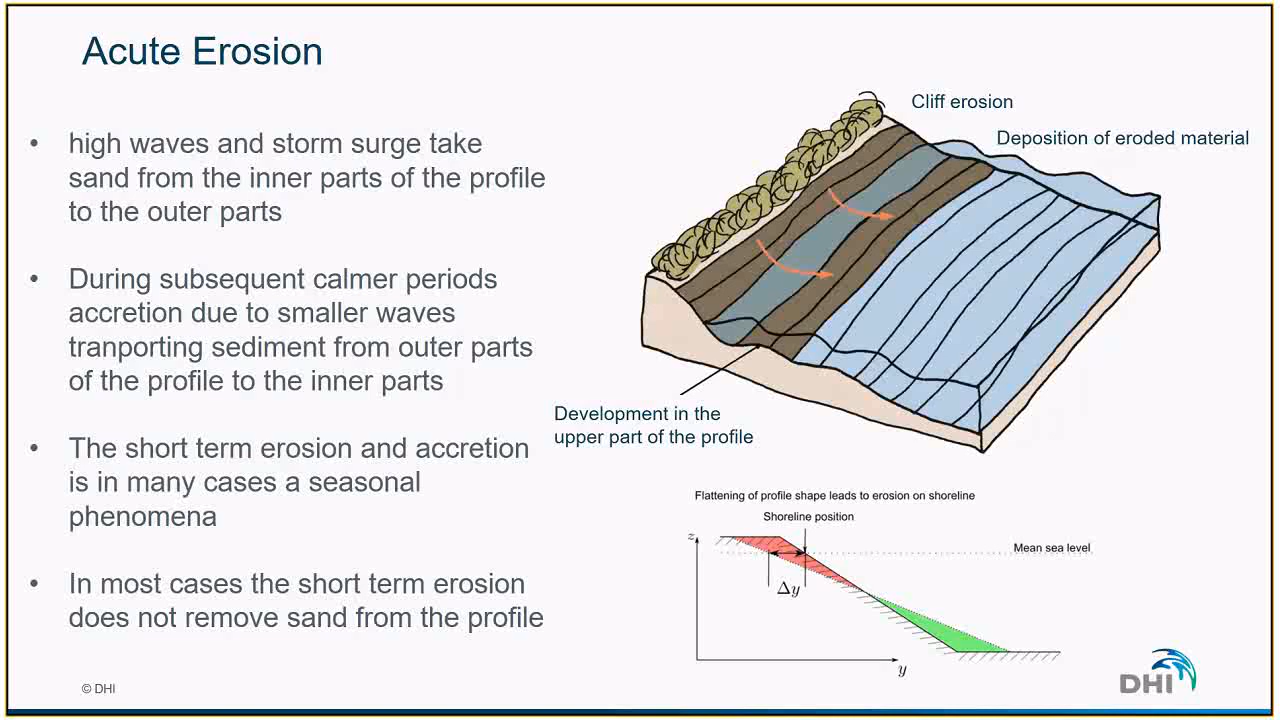 Acute Erosion
• high waves and storm surge take
sand from the inner parts of the profile
to the outer parts
• During subsequent calmer periods
accretion due to smaller waves
tranporting sediment from outer parts
of the profile to the inner parts
• The short term erosion and accretion
is in many cases a seasonal
phenomena
• In most cases the short term erosion
does not remove sand from the profile
Cliff erosion
Deposition of eroded material
Development in the
upper part of the profile
Flattening of profile shape leads to erosion on shoreline
Shoreline position
z
Mean sea level
Δy
y
© DHI
DHI